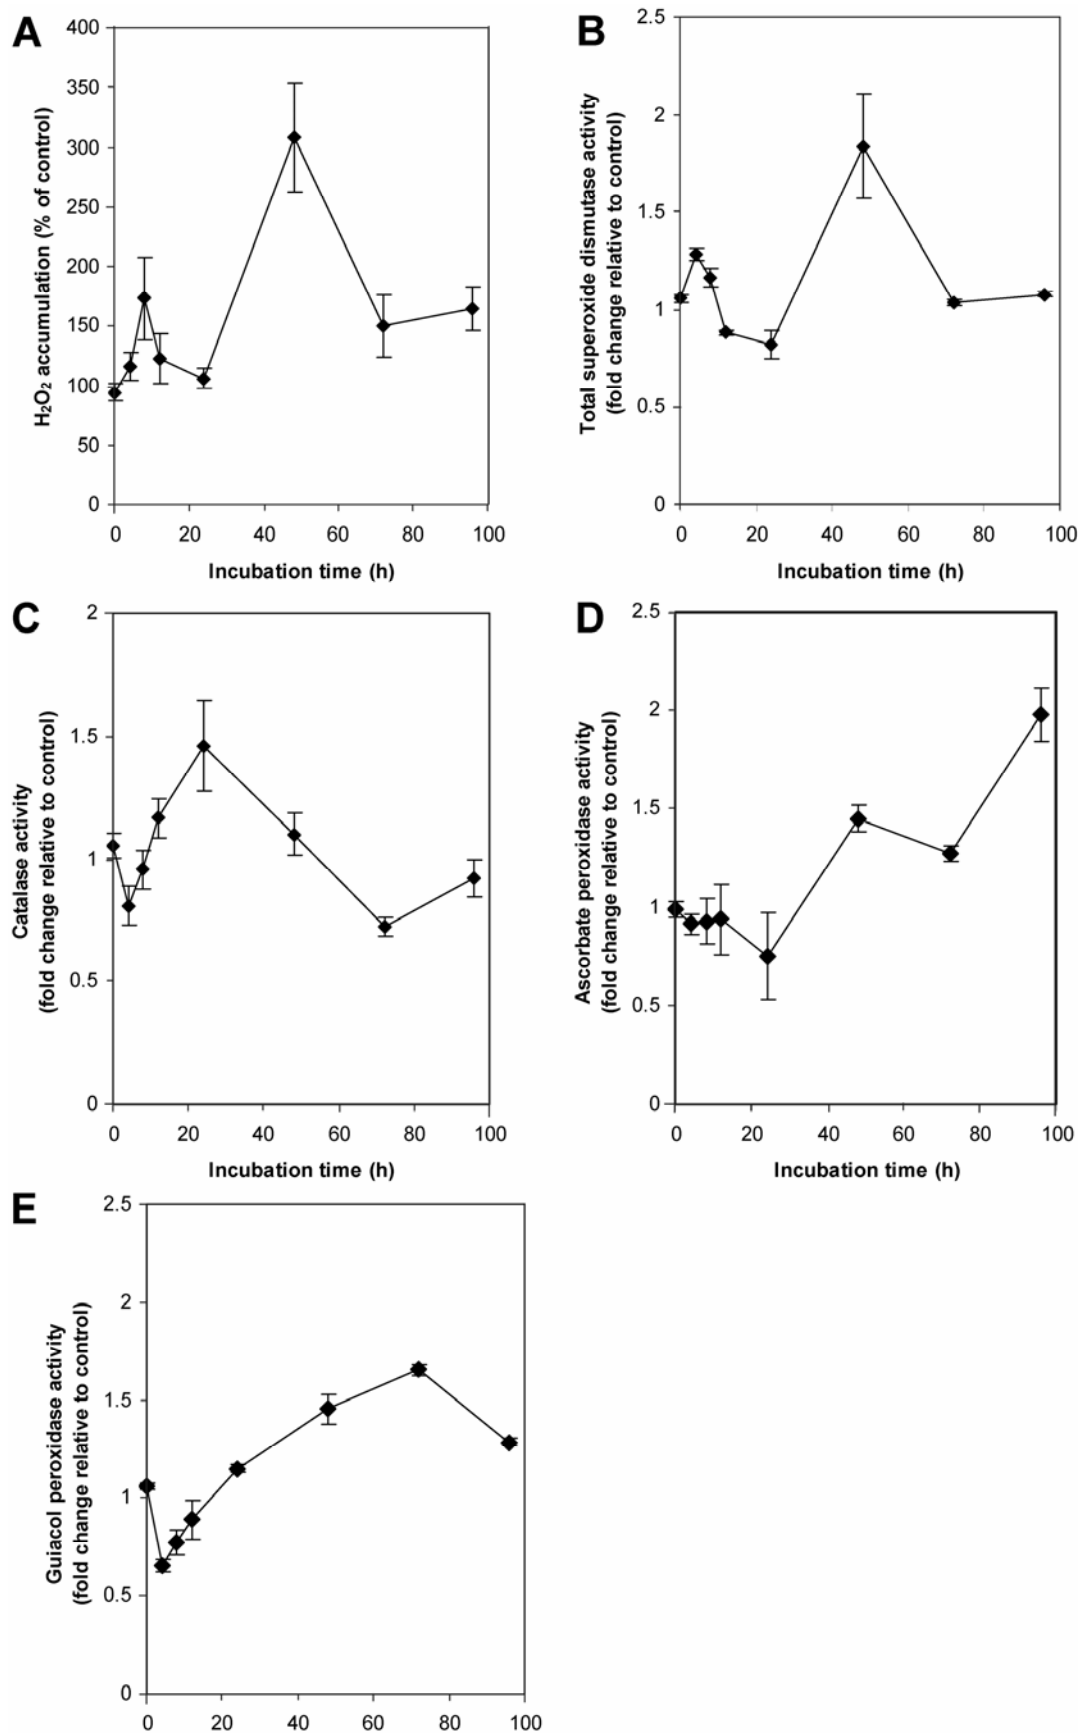 A
H₂O₂ accumulation (% of control)
400
350
300
250
200
150
100
50
0
0 20 40 60 80 100
Incubation time (h)
B
Total superoxide dismutase activity
(fold change relative to control)
2.5
2
1.5
1
0.5
0
0 20 40 60 80 100
Incubation time (h)
C
Catalase activity
(fold change relative to control)
2
1.5
1
0.5
0
0 20 40 60 80 100
Incubation time (h)
D
Ascorbate peroxidase activity
(fold change relative to control)
2.5
2
1.5
1
0.5
0
0 20 40 60 80 100
Incubation time (h)
E
Guiacol peroxidase activity
(fold change relative to control)
2.5
2
1.5
1
0.5
0
0 20 40 60 80 100